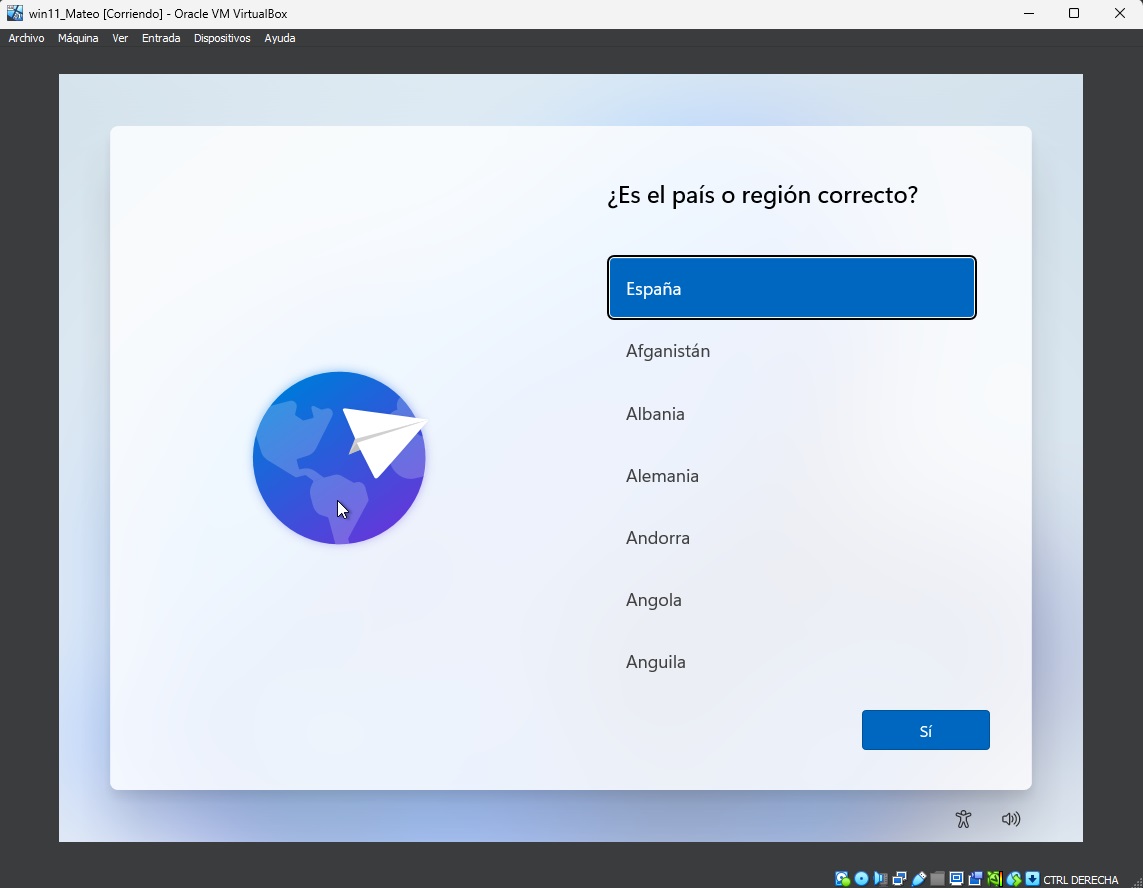 win11_Mateo [Corriendo] - Oracle VM VirtualBox
Archivo Máquina Ver Entrada Dispositivos Ayuda
¿Es el país o región correcto?
España
Afganistán
Albania
Alemania
Andorra
Angola
Anguila
Sí
CTRL DERECHA